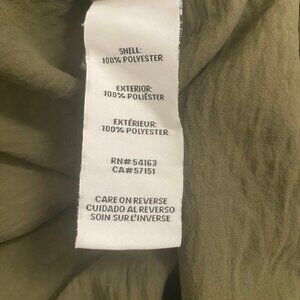 SHELL:
100% POLYESTER
EXTERIOR:
100% POLIÉSTER
EXTÉRIEUR:
100% POLYESTER
RN# 54163
CA# 57151
CARE ON REVERSE
CUIDADO AL REVERSO
SOIN SUR L'INVERSE